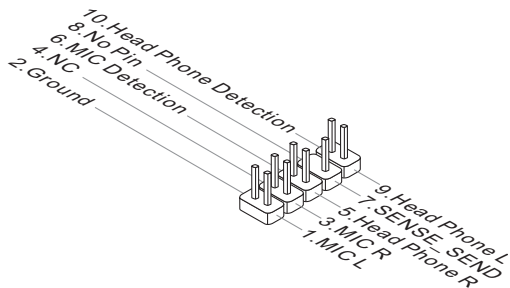 10.Head Phone Detection
8.No Pin
6.MIC Detection
4.NC
2.Ground
9.Head Phone L
7.SENSE_SEND
5.Head Phone R
3.MIC R
1.MIC L